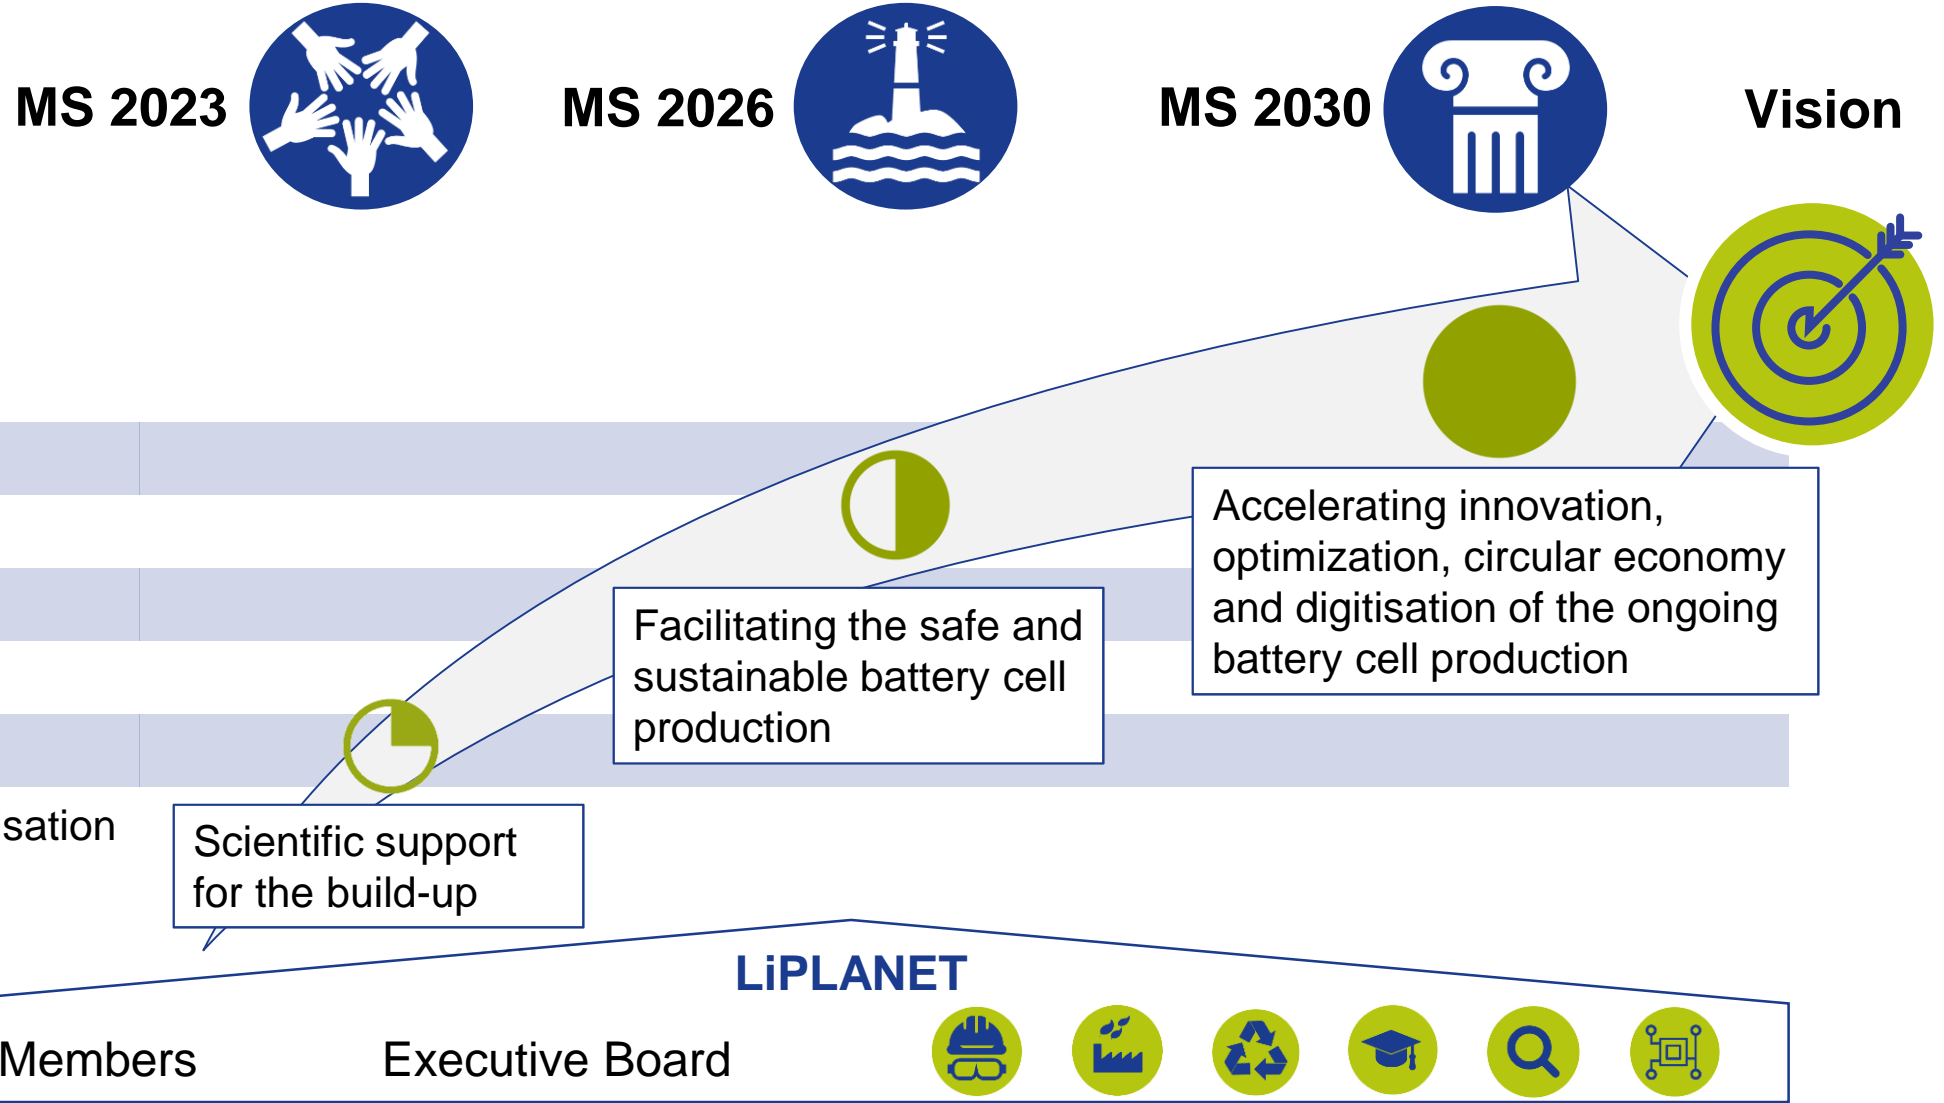 MS 2023
MS 2026
MS 2030
Vision
Accelerating innovation,
optimization, circular economy
and digitisation of the ongoing
battery cell production
Facilitating the safe and
sustainable battery cell
production
sation
Scientific support
for the build-up
LiPLANET
Members
Executive Board